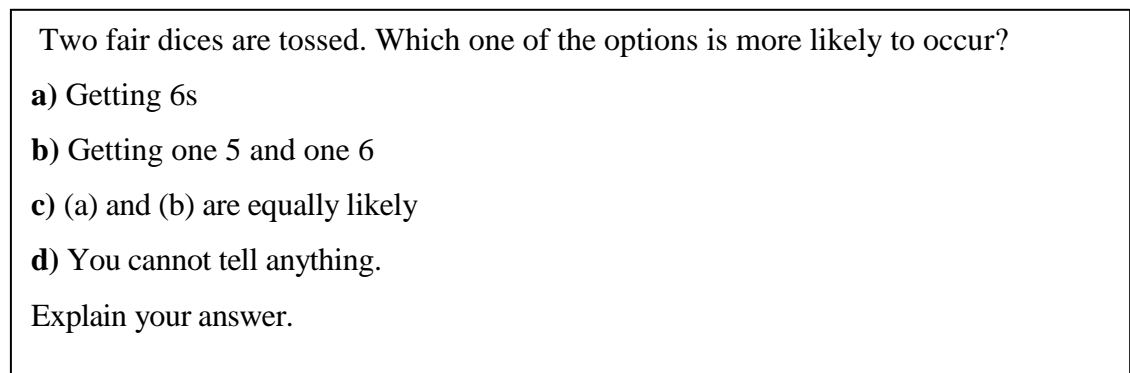 Two fair dices are tossed. Which one of the options is more likely to occur?
a) Getting 6s
b) Getting one 5 and one 6
c) (a) and (b) are equally likely
d) You cannot tell anything.
Explain your answer.